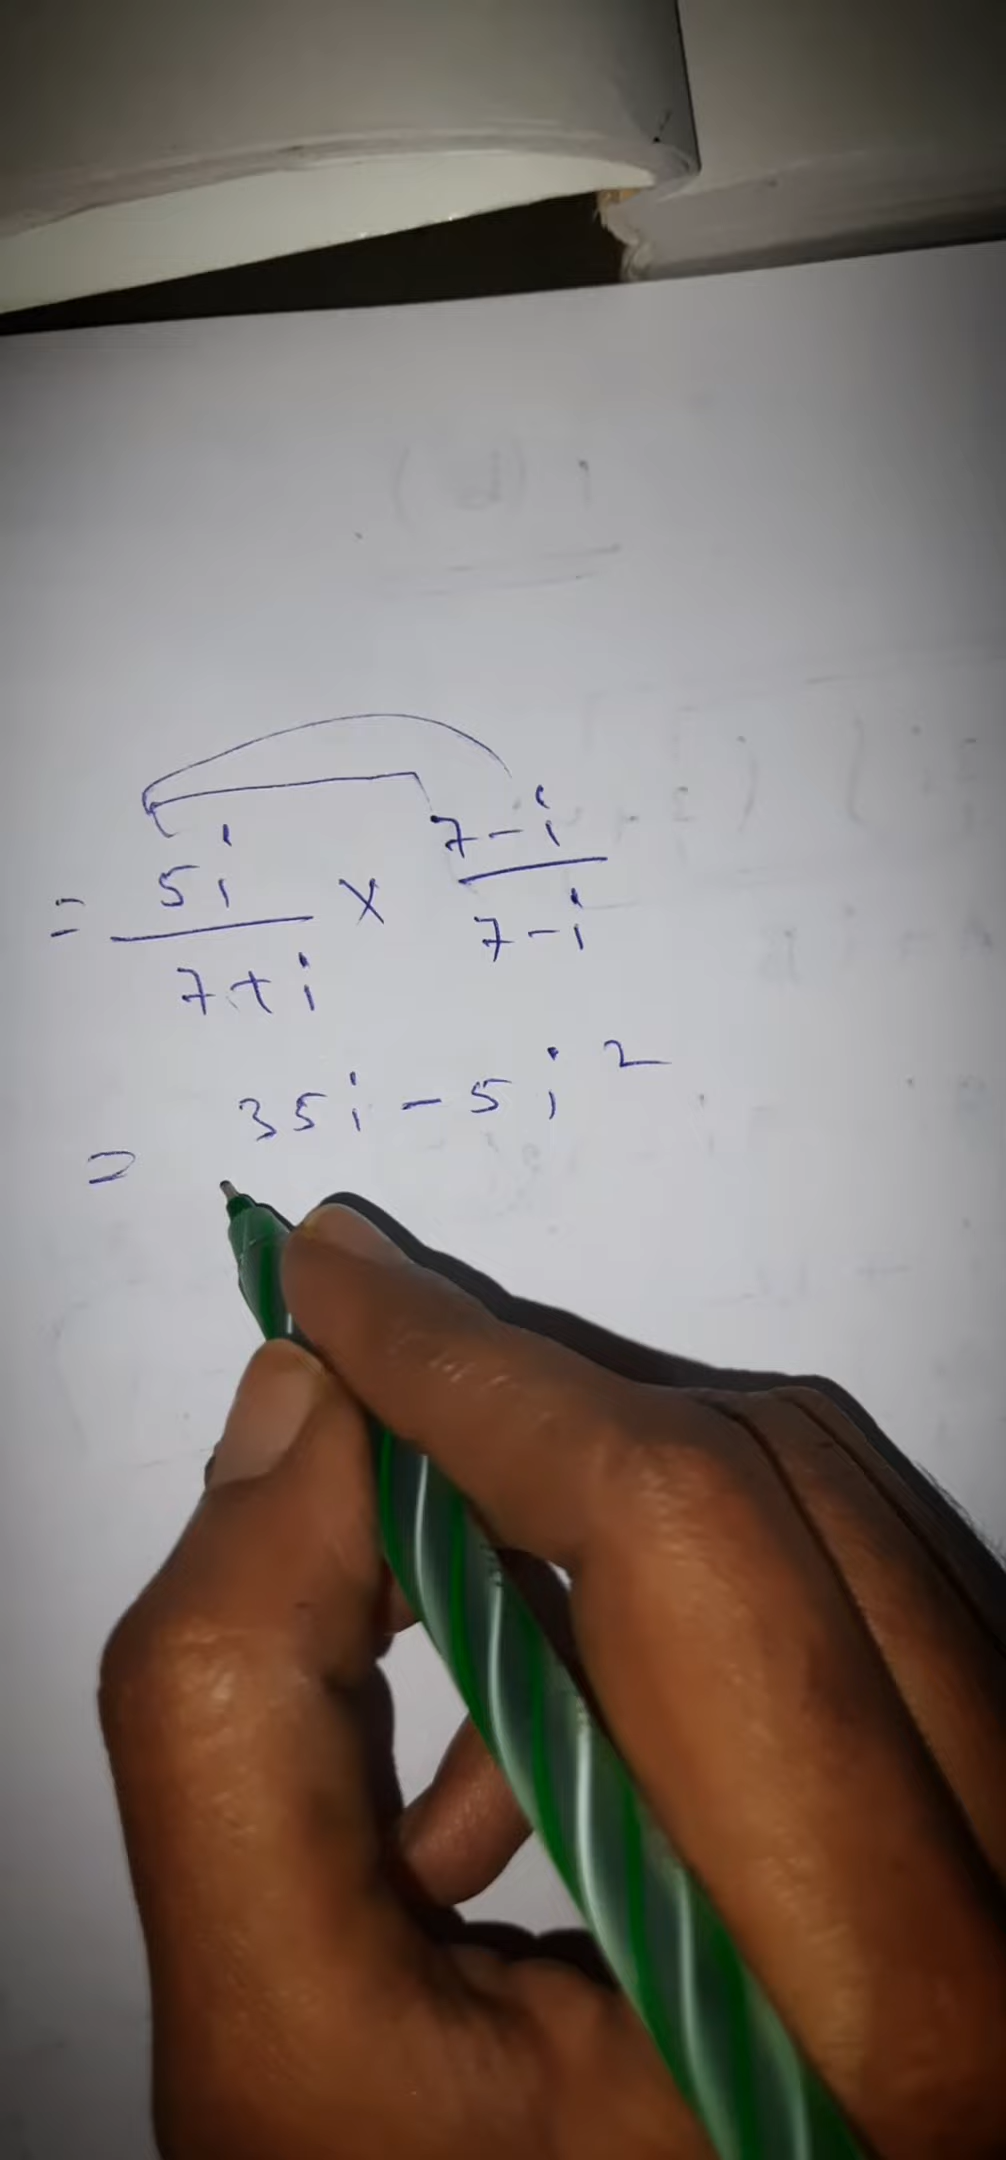 = 5i / 7+i × 7-i / 7-i
= 35i - 5i²